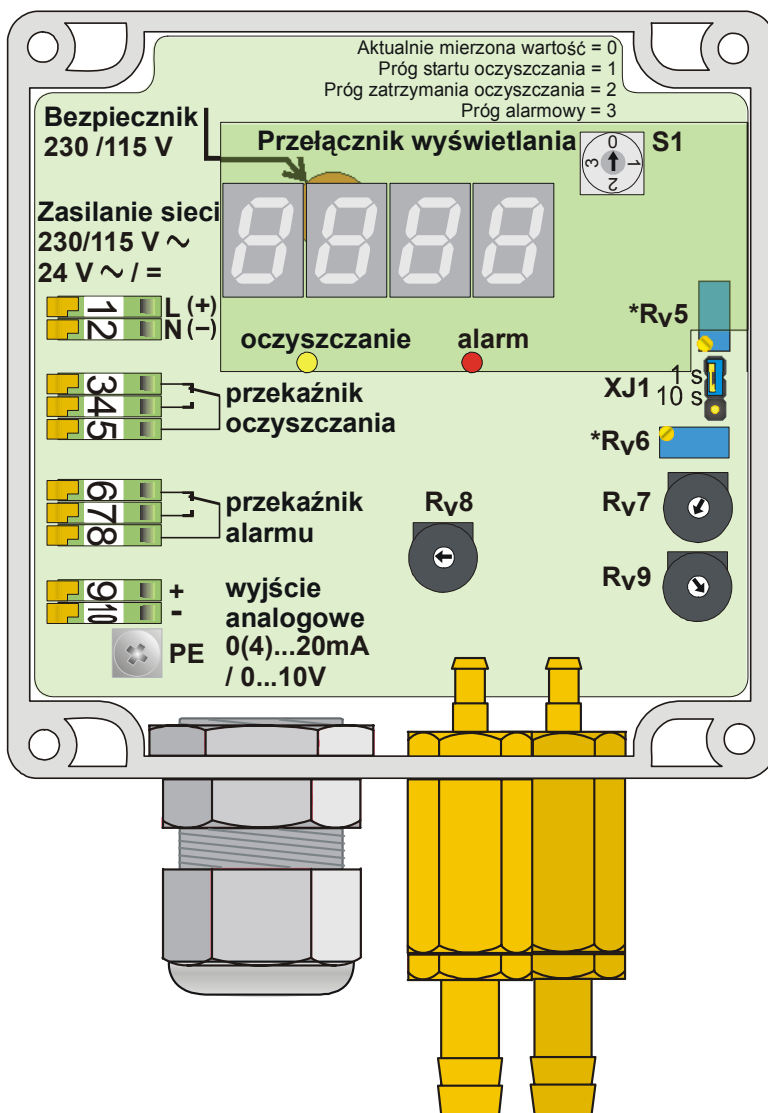 Aktualnie mierzona wartość = 0
Próg startu oczyszczania = 1
Próg zatrzymania oczyszczania = 2
Próg alarmowy = 3
Bezpiecznik
230 /115 V
Przełącznik wyświetlania
S1
0
1
2
3
Zasilanie sieci
230/115 V ~
24 V ~ / =
8888
1 L (+)
2 N (−)
oczyszczanie
alarm
*Rv5
XJ1
1 s
10 s
3
4
5
przekaźnik
oczyszczania
*Rv6
6
7
8
przekaźnik
alarmu
Rv8
Rv7
Rv9
9 +
10 -
PE
wyjście
analogowe
0(4)...20mA
/ 0...10V